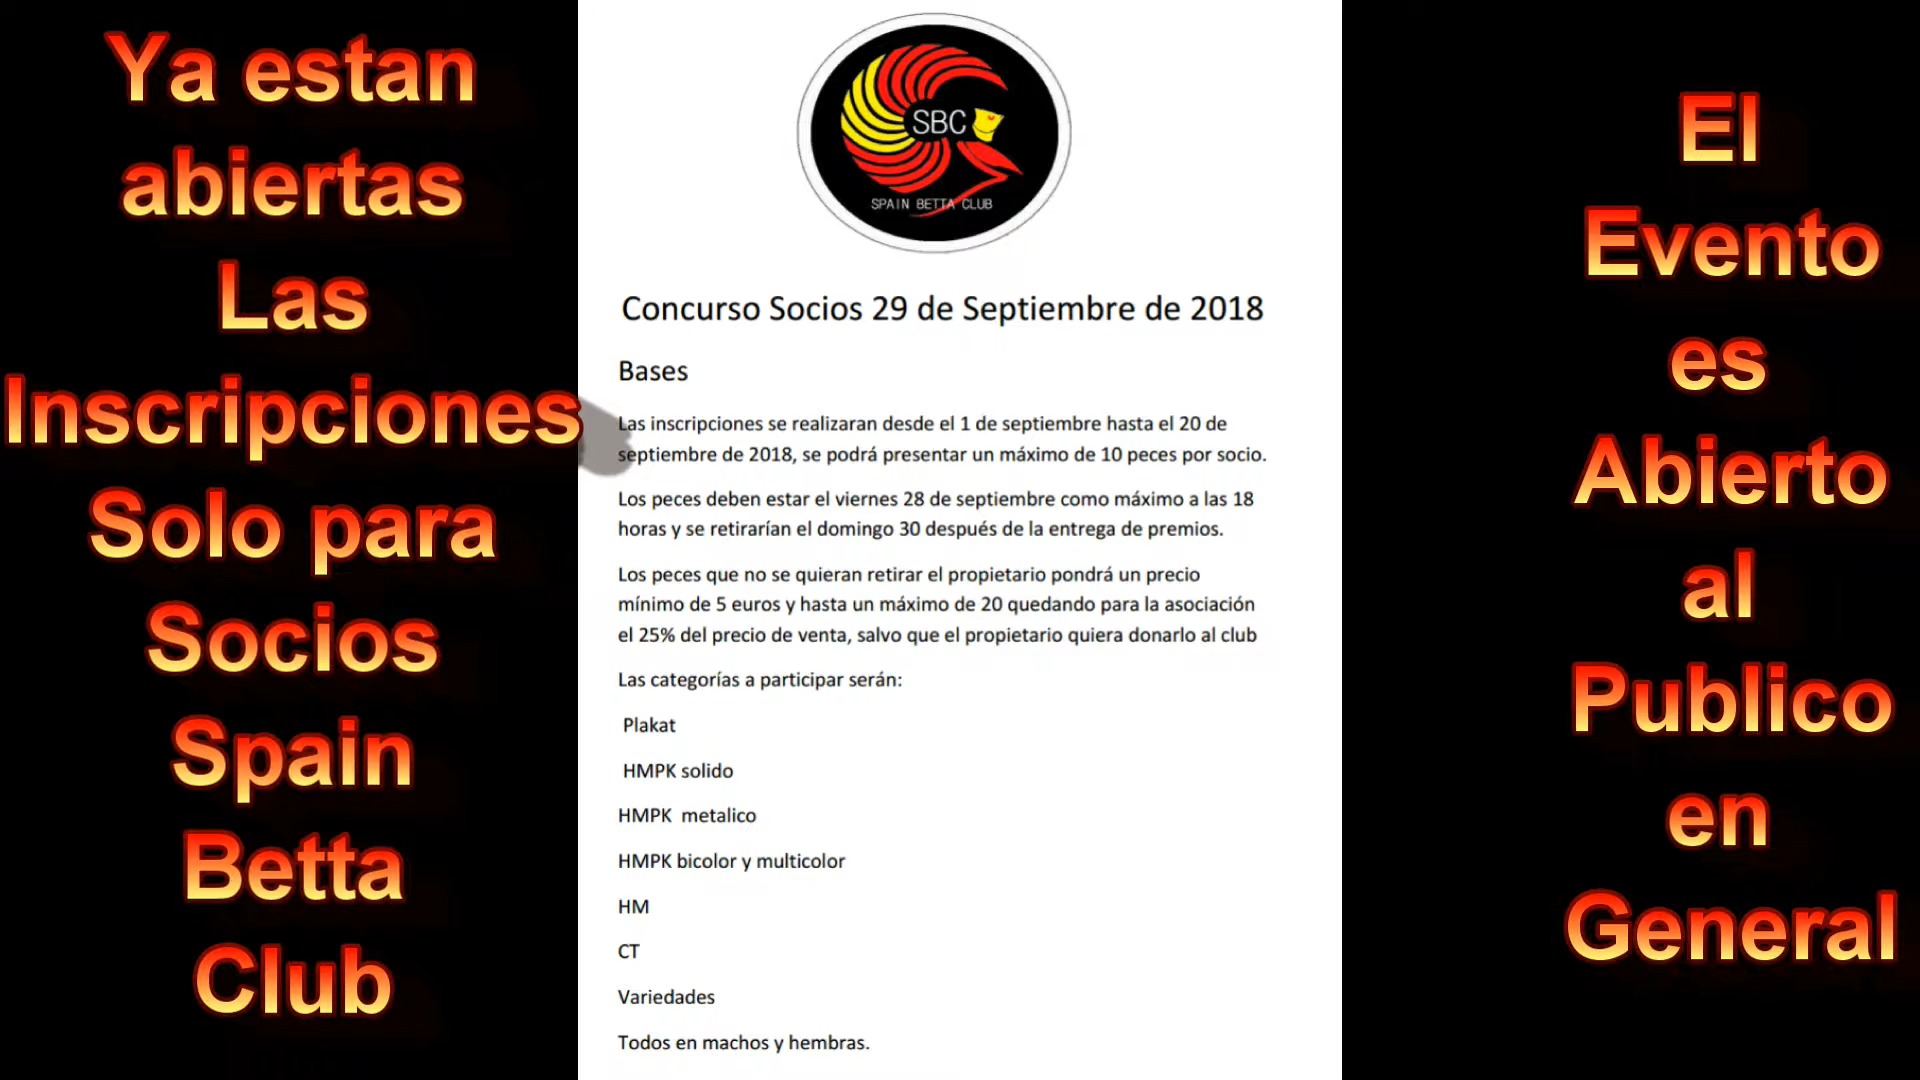 Ya estan
abiertas
Las
Inscripciones
Solo para
Socios
Spain
Betta
Club
SBC
SPAIN BETTA CLUB
Concurso Socios 29 de Septiembre de 2018
Bases
Las inscripciones se realizaran desde el 1 de septiembre hasta el 20 de
septiembre de 2018, se podrá presentar un máximo de 10 peces por socio.
Los peces deben estar el viernes 28 de septiembre como máximo a las 18
horas y se retirarían el domingo 30 después de la entrega de premios.
Los peces que no se quieran retirar el propietario pondrá un precio
mínimo de 5 euros y hasta un máximo de 20 quedando para la asociación
el 25% del precio de venta, salvo que el propietario quiera donarlo al club
Las categorías a participar serán:
Plakat
HMPK solido
HMPK  metalico
HMPK bicolor y multicolor
HM
CT
Variedades
Todos en machos y hembras.
El
Evento
es
Abierto
al
Publico
en
General